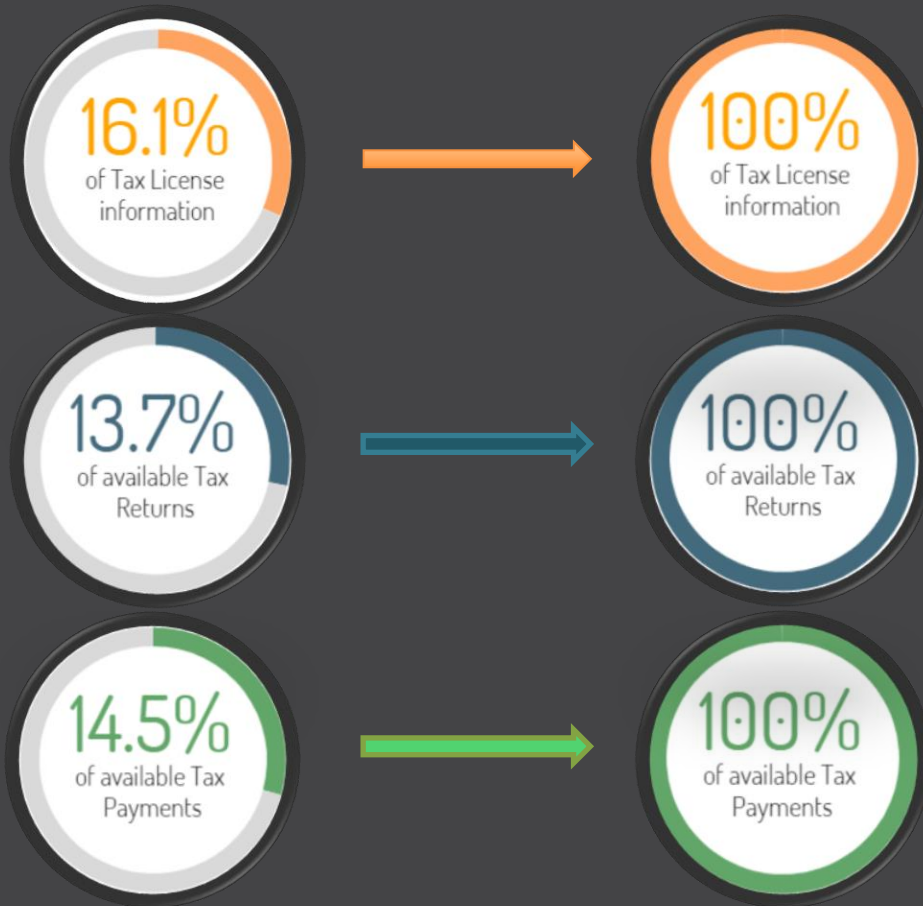 16.1%
of Tax License
information
100%
of Tax License
information
13.7%
of available Tax
Returns
100%
of available Tax
Returns
14.5%
of available Tax
Payments
100%
of available Tax
Payments